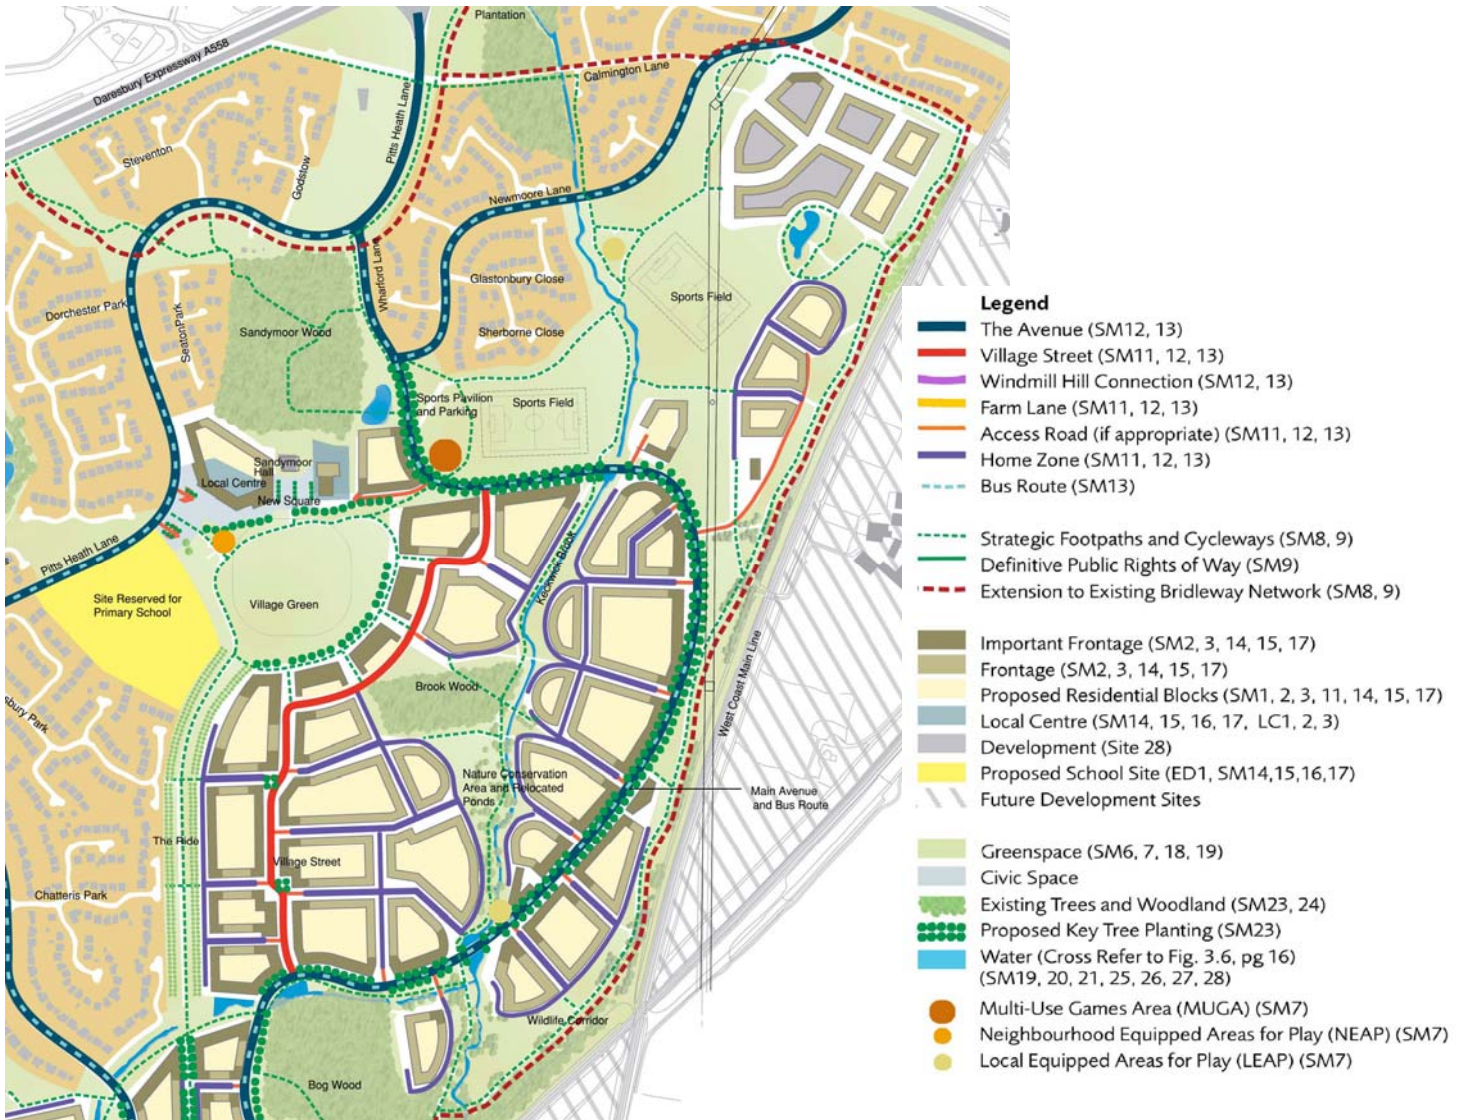 Plantation
Daresbury Expressway A558
Calmington Lane
Pitts Heath Lane
Steventon
Godstow
Newmoore Lane
Wharford Lane
Glastonbury Close
Dorchester Park
Seaton Park
Sandymoor Wood
Sherborne Close
Sports Field
Sports Pavilion
and Parking
Sports Field
Sandymoor
Hall
Local Centre
New Square
Pitts Heath Lane
Keckwick Brook
Site Reserved for
Primary School
Village Green
West Coast Main Line
Brook Wood
sbury Park
Nature Conservation
Area and Relocated
Ponds
Main Avenue
and Bus Route
The Ride
Village Street
Chatteris Park
Wildlife Corridor
Bog Wood
Legend
The Avenue (SM12, 13)
Village Street (SM11, 12, 13)
Windmill Hill Connection (SM12, 13)
Farm Lane (SM11, 12, 13)
Access Road (if appropriate) (SM11, 12, 13)
Home Zone (SM11, 12, 13)
Bus Route (SM13)
Strategic Footpaths and Cycleways (SM8, 9)
Definitive Public Rights of Way (SM9)
Extension to Existing Bridleway Network (SM8, 9)
Important Frontage (SM2, 3, 14, 15, 17)
Frontage (SM2, 3, 14, 15, 17)
Proposed Residential Blocks (SM1, 2, 3, 11, 14, 15, 17)
Local Centre (SM14, 15, 16, 17, LC1, 2, 3)
Development (Site 28)
Proposed School Site (ED1, SM14,15,16,17)
Future Development Sites
Greenspace (SM6, 7, 18, 19)
Civic Space
Existing Trees and Woodland (SM23, 24)
Proposed Key Tree Planting (SM23)
Water (Cross Refer to Fig. 3.6, pg 16)
(SM19, 20, 21, 25, 26, 27, 28)
Multi-Use Games Area (MUGA) (SM7)
Neighbourhood Equipped Areas for Play (NEAP) (SM7)
Local Equipped Areas for Play (LEAP) (SM7)